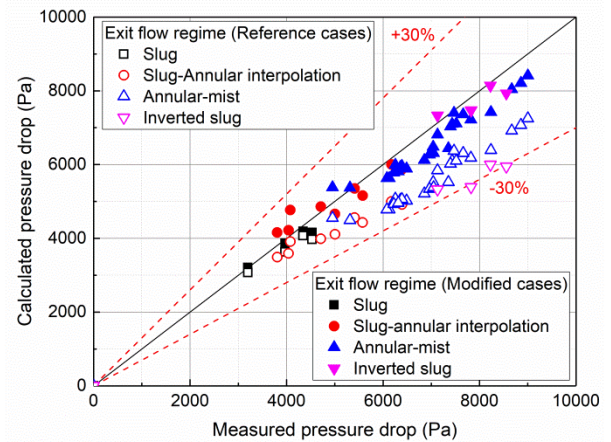 10000
8000
6000
4000
2000
0
Calculated pressure drop (Pa)
Exit flow regime (Reference cases)
Slug
Slug-Annular interpolation
Annular-mist
Inverted slug
+30%
-30%
Exit flow regime (Modified cases)
Slug
Slug-annular interpolation
Annular-mist
Inverted slug
0 2000 4000 6000 8000 10000
Measured pressure drop (Pa)